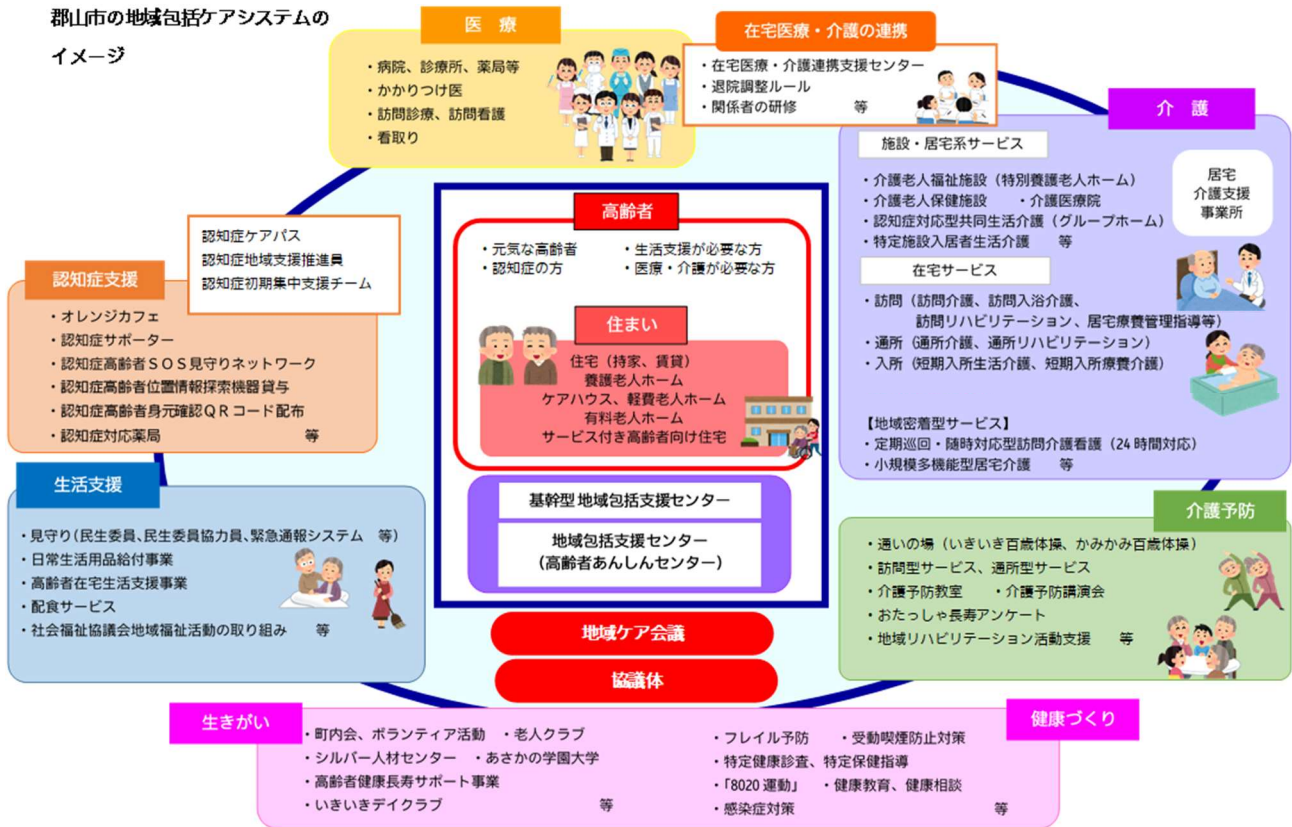 郡山市の地域包括ケアシステムの
イメージ
医 療
・病院、診療所、薬局等
・かかりつけ医
・訪問診療、訪問看護
・看取り
在宅医療・介護の連携
・在宅医療・介護連携支援センター
・退院調整ルール
・関係者の研修 等
介 護
施設・居宅系サービス
・介護老人福祉施設（特別養護老人ホーム）
・介護老人保健施設 ・介護医療院
・認知症対応型共同生活介護（グループホーム）
・特定施設入居者生活介護 等
居宅
介護支援
事業所
在宅サービス
・訪問（訪問介護、訪問入浴介護、
訪問リハビリテーション、居宅療養管理指導等）
・通所（通所介護、通所リハビリテーション）
・入所（短期入所生活介護、短期入所療養介護）
【地域密着型サービス】
・定期巡回・随時対応型訪問介護看護（24時間対応）
・小規模多機能型居宅介護 等
高齢者
・元気な高齢者 ・生活支援が必要な方
・認知症の方 ・医療・介護が必要な方
住まい
住宅（持家、賃貸）
養護老人ホーム
ケアハウス、軽費老人ホーム
有料老人ホーム
サービス付き高齢者向け住宅
基幹型地域包括支援センター
地域包括支援センター
（高齢者あんしんセンター）
地域ケア会議
協議体
認知症ケアパス
認知症地域支援推進員
認知症初期集中支援チーム
認知症支援
・オレンジカフェ
・認知症サポーター
・認知症高齢者ＳＯＳ見守りネットワーク
・認知症高齢者位置情報探索機器貸与
・認知症高齢者身元確認ＱＲコード配布
・認知症対応薬局 等
生活支援
・見守り（民生委員、民生委員協力員、緊急通報システム 等）
・日常生活用品給付事業
・高齢者在宅生活支援事業
・配食サービス
・社会福祉協議会地域福祉活動の取り組み 等
介護予防
・通いの場（いきいき百歳体操、かみかみ百歳体操）
・訪問型サービス、通所型サービス
・介護予防教室 ・介護予防講演会
・おたっしゃ長寿アンケート
・地域リハビリテーション活動支援 等
生きがい
・町内会、ボランティア活動 ・老人クラブ
・シルバー人材センター ・あさかの学園大学
・高齢者健康長寿サポート事業
・いきいきデイクラブ 等
健康づくり
・フレイル予防 ・受動喫煙防止対策
・特定健康診査、特定保健指導
・「8020運動」 ・健康教育、健康相談
・感染症対策 等